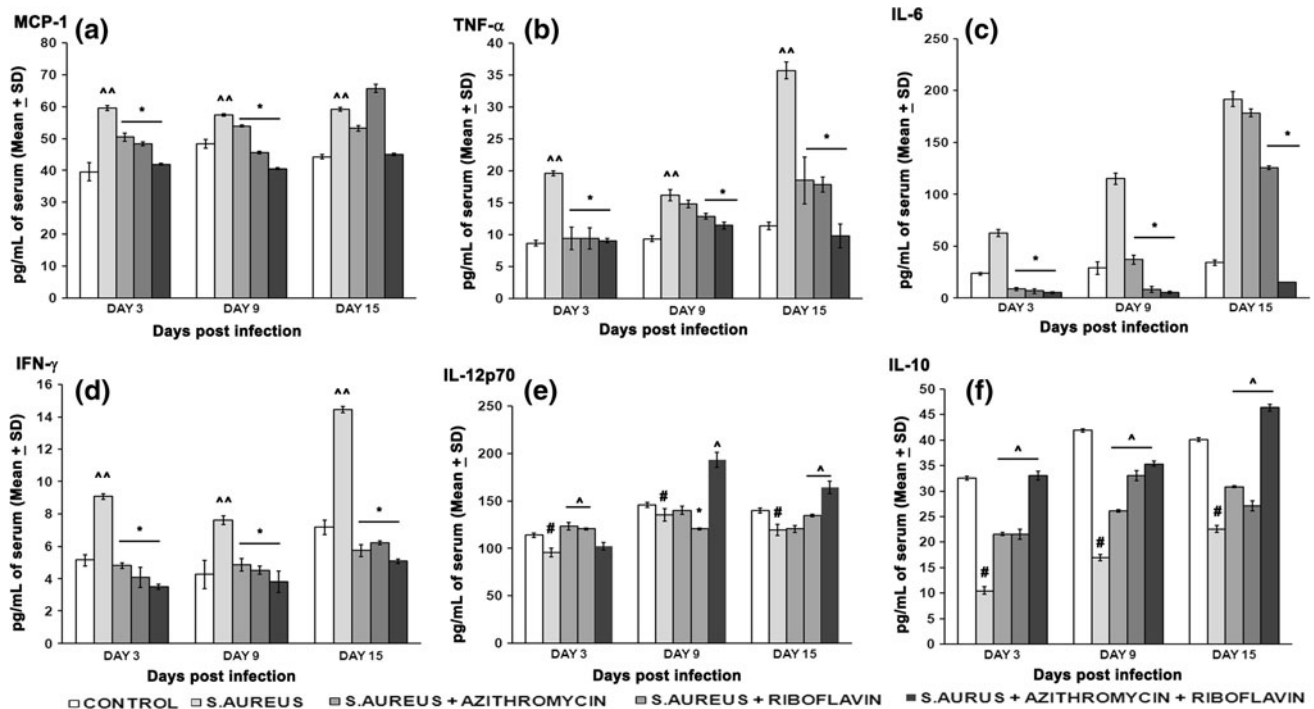 MCP-1
(a)
pg/mL of serum (Mean ± SD)
80
70
60
50
40
30
20
10
0
^^
*
^^
*
^^
DAY 3 DAY 9 DAY 15
Days post infection
TNF-α
(b)
pg/mL of serum (Mean ± SD)
40
35
30
25
20
15
10
5
0
^^
*
^^
*
^^
*
DAY 3 DAY 9 DAY 15
Days post infection
IL-6
(c)
pg/mL of serum (Mean ± SD)
250
200
150
100
50
0
*
*
*
DAY 3 DAY 9 DAY 15
Days post infection
IFN-γ
(d)
pg/mL of serum (Mean ± SD)
16
14
12
10
8
6
4
2
0
^^
*
^^
*
^^
*
DAY 3 DAY 9 DAY 15
Days post infection
IL-12p70
(e)
pg/mL of serum (Mean ± SD)
250
200
150
100
50
0
#
^
#
*
^
#
^
DAY 3 DAY 9 DAY 15
Days post infection
IL-10
(f)
pg/mL of serum (Mean ± SD)
50
45
40
35
30
25
20
15
10
5
0
#
^
#
^
#
^
DAY 3 DAY 9 DAY 15
Days post infection
CONTROL S.AUREUS S.AUREUS + AZITHROMYCIN S.AUREUS + RIBOFLAVIN S.AURUS + AZITHROMYCIN + RIBOFLAVIN